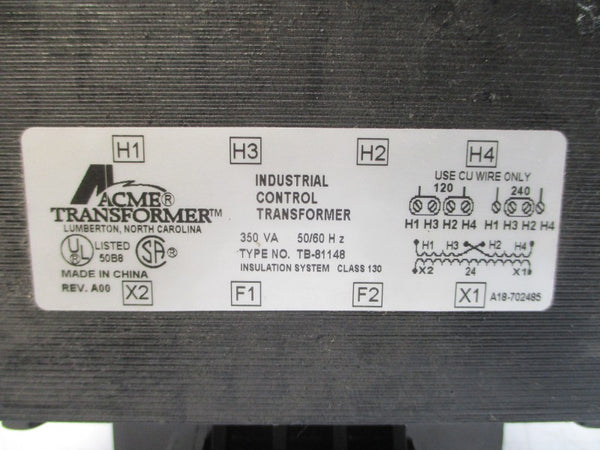 H1 H3 H2 H4
ACME®
TRANSFORMER™
LUMBERTON, NORTH CAROLINA
UL® LISTED
50B8
SA®
MADE IN CHINA
REV. A00
INDUSTRIAL
CONTROL
TRANSFORMER
350 VA 50/60 Hz
TYPE NO. TB-81148
INSULATION SYSTEM CLASS 130
USE CU WIRE ONLY
120 240
H1 H3 H2 H4 H1 H3 H2 H4
H1 H3 H2 H4
X2 24 X1
X2 F1 F2 X1 A18-702485